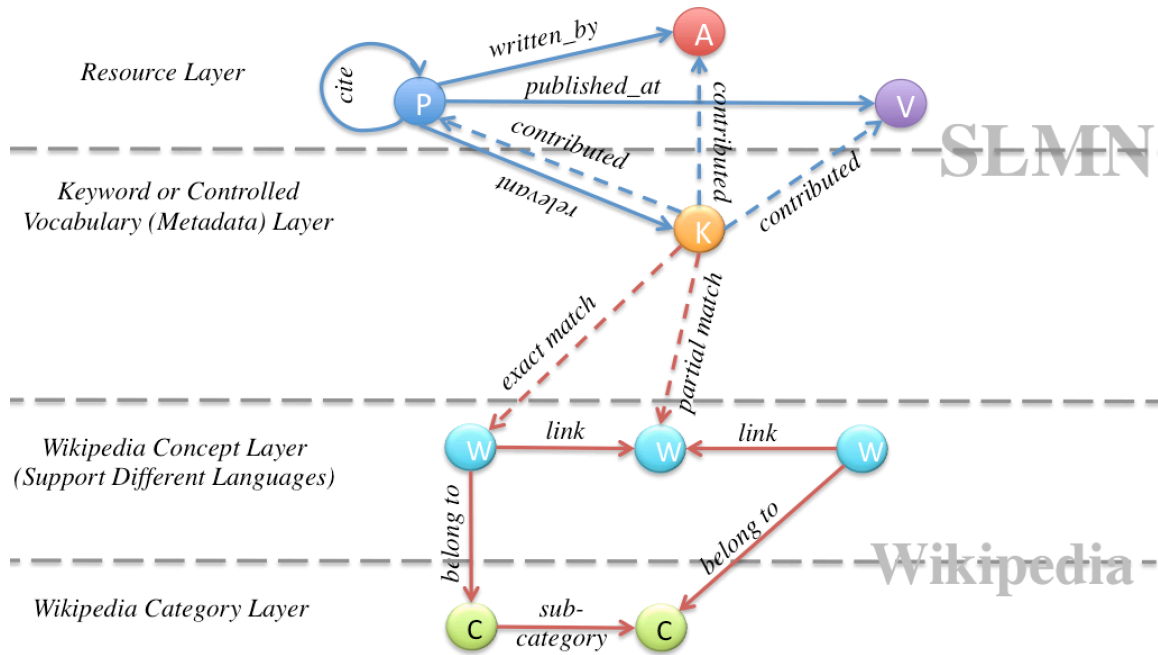 A
written_by
Resource Layer
cite
P
published_at
V
contributed
contributed
SLMN
Keyword or Controlled
Vocabulary (Metadata) Layer
relevant
contributed
K
exact match
partial match
Wikipedia Concept Layer
(Support Different Languages)
W
link
W
link
W
belong to
belong to
Wikipedia
Wikipedia Category Layer
C
sub-
category
C